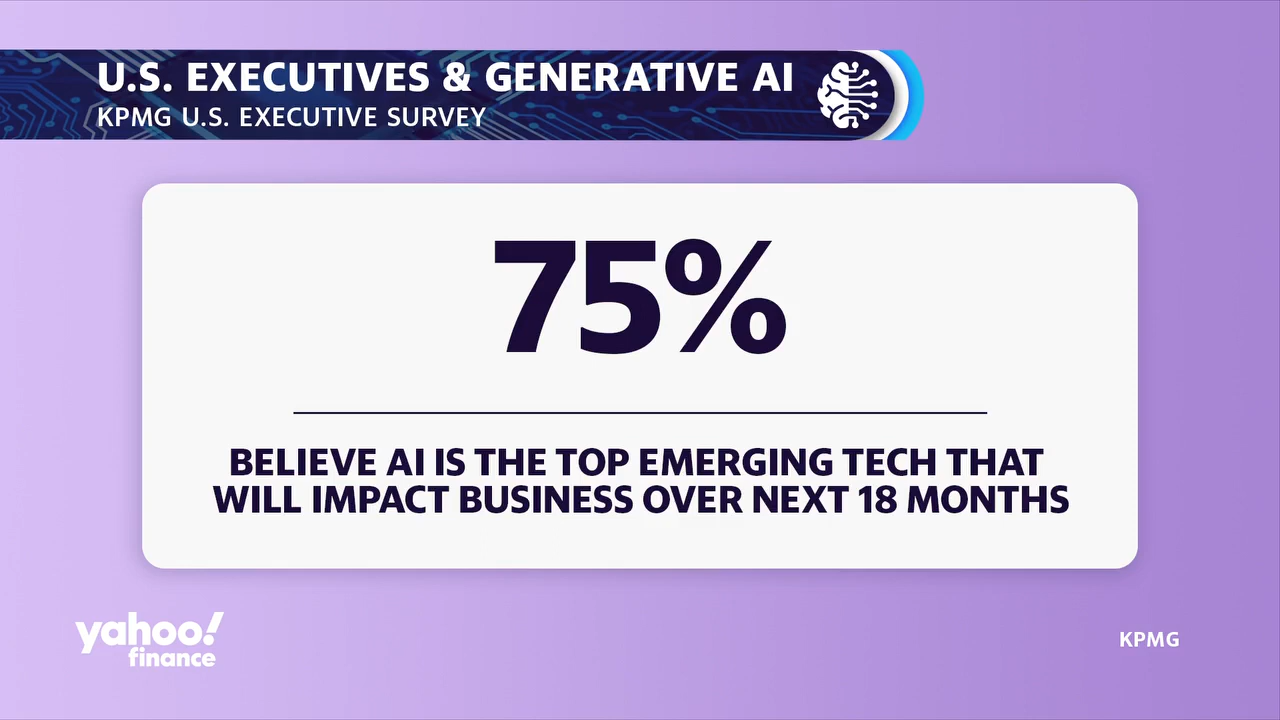 U.S. EXECUTIVES & GENERATIVE AI
KPMG U.S. EXECUTIVE SURVEY
75%
BELIEVE AI IS THE TOP EMERGING TECH THAT
WILL IMPACT BUSINESS OVER NEXT 18 MONTHS
yahoo!
finance
KPMG